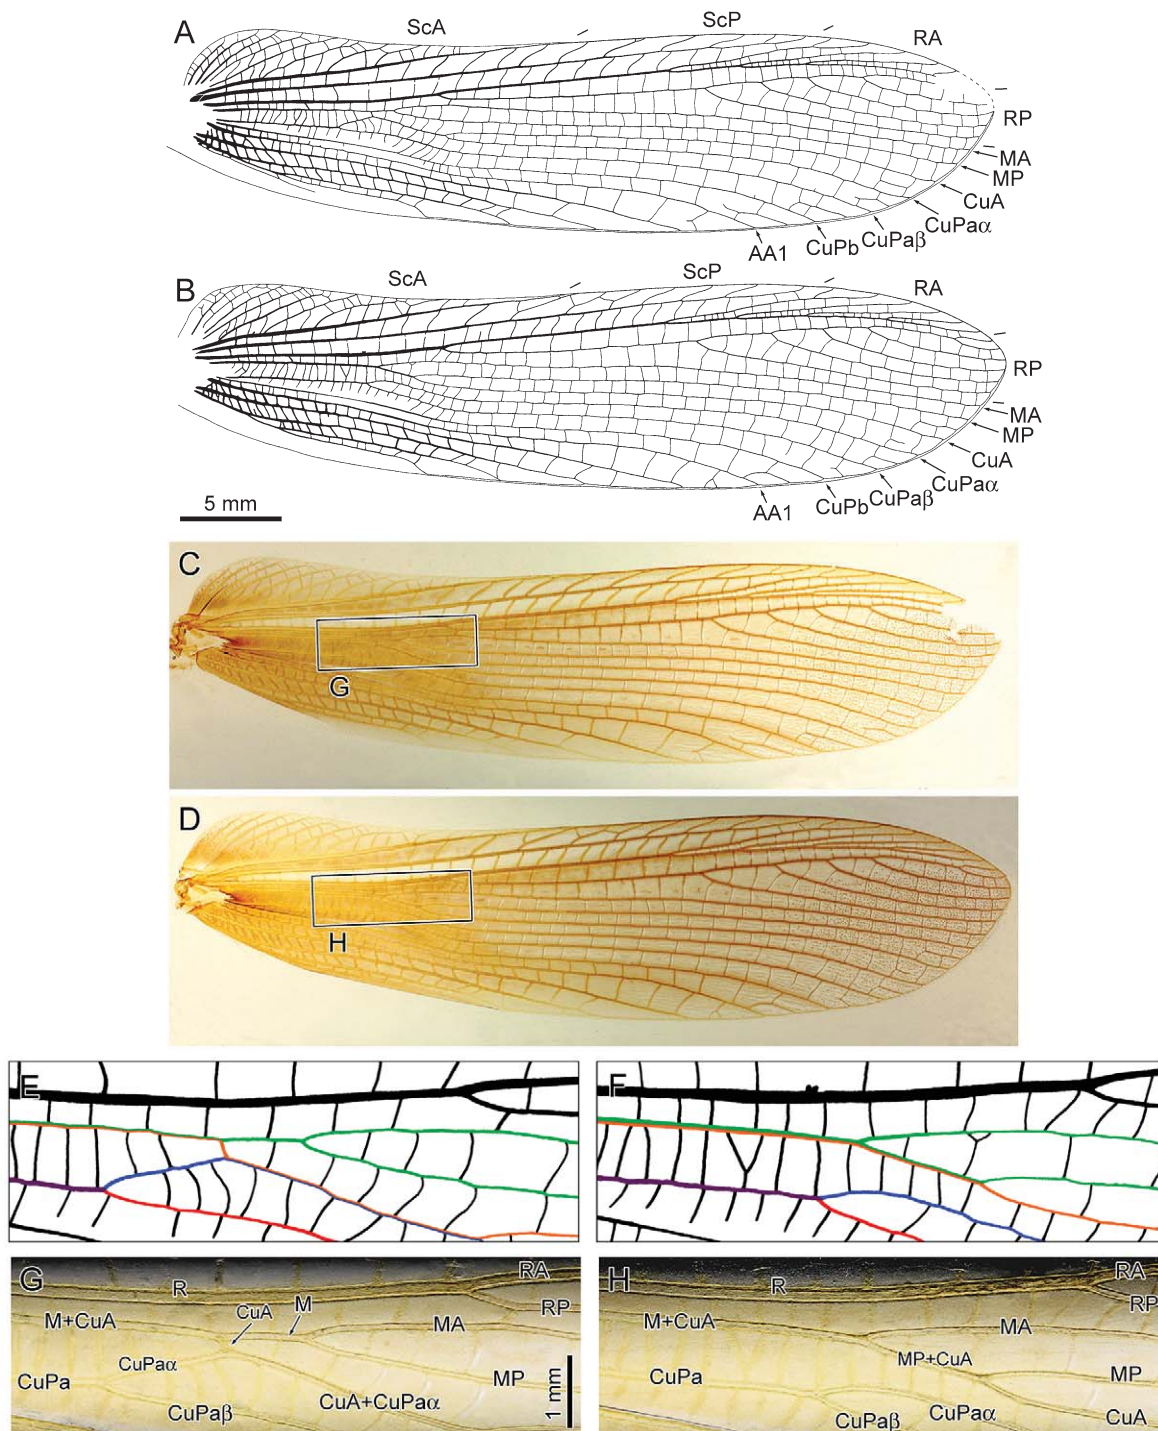 A
ScA
ScP
RA
RP
MA
MP
CuA
CuPaα
CuPaβ
CuPb
AA1
B
ScA
ScP
RA
RP
MA
MP
CuA
CuPaα
CuPaβ
CuPb
AA1
5 mm
C
G
D
H
E
F
G
R
RA
CuA
M
RP
M+CuA
MA
CuPaα
CuPa
MP
CuPaβ
CuA+CuPaα
1 mm
H
R
RA
RP
M+CuA
MA
MP+CuA
CuPa
MP
CuPaβ
CuPaα
CuA